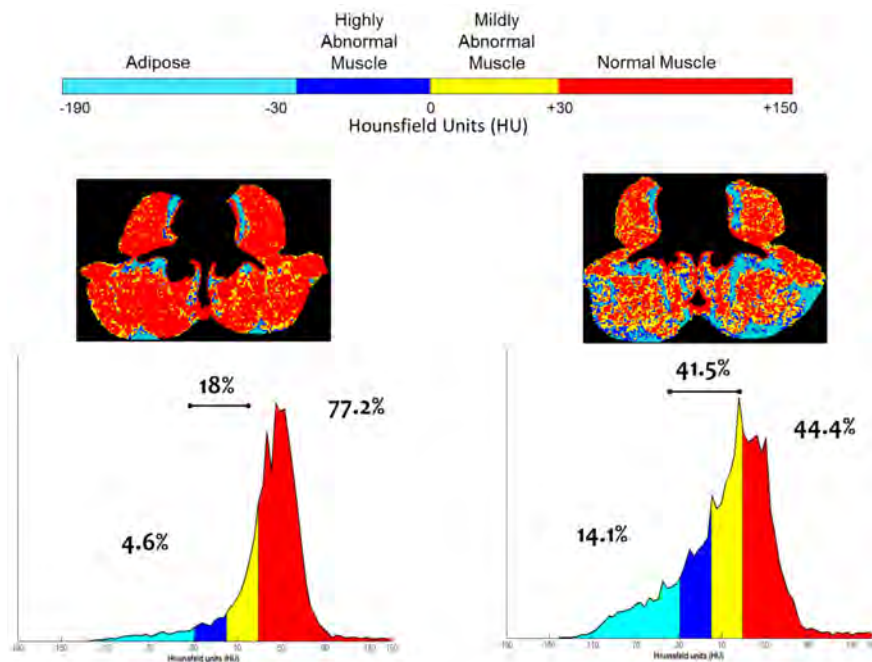 Adipose
Highly
Abnormal
Muscle
Mildly
Abnormal
Muscle
Normal Muscle
-190
-30
0
+30
+150
Hounsfield Units (HU)
18%
77.2%
4.6%
41.5%
44.4%
14.1%
Hounsfield units (HU)
Hounsfield units (HU)